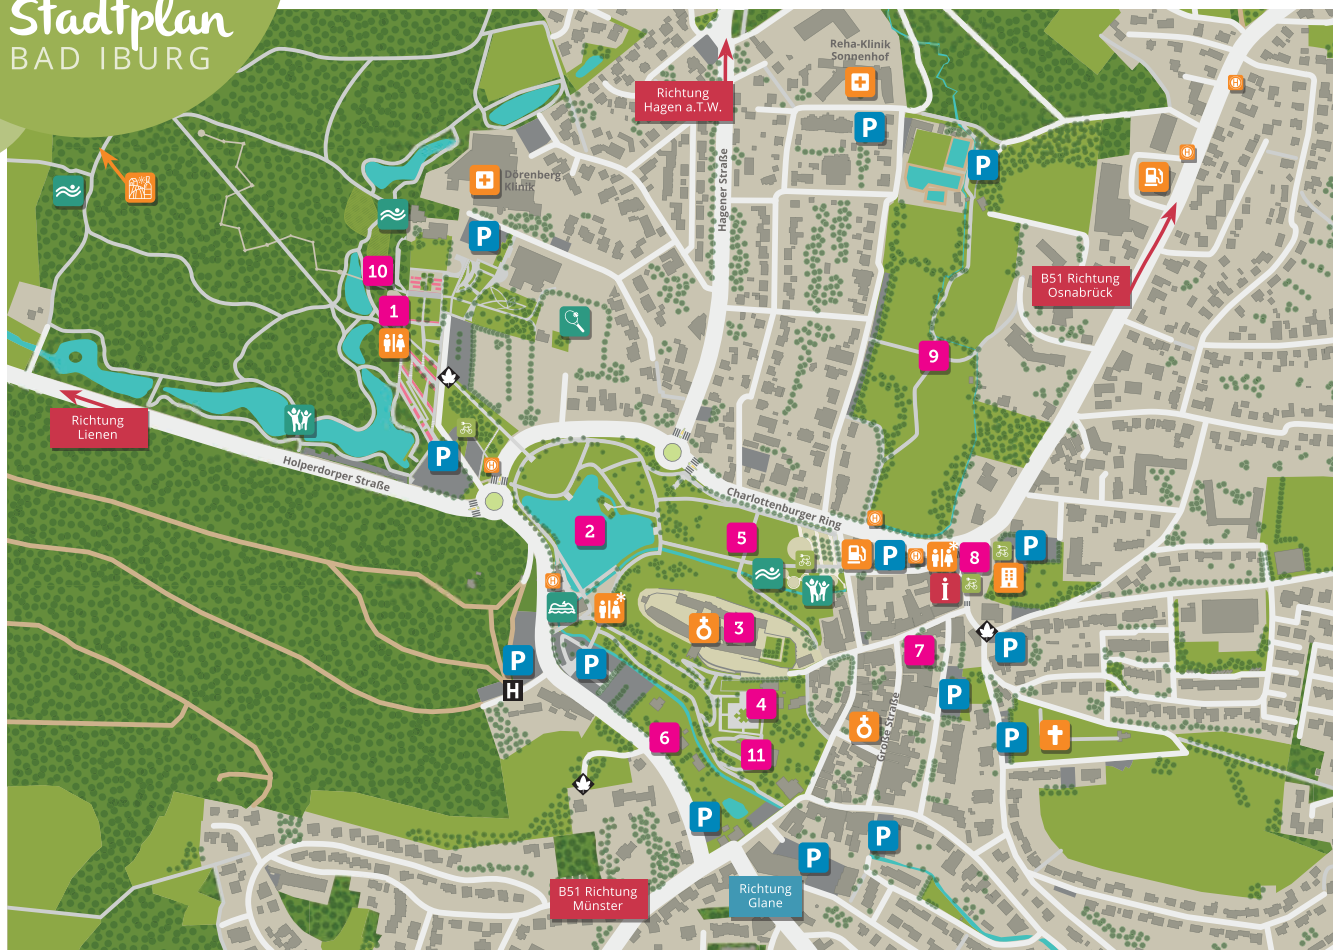 Stadtplan
BAD IBURG
Reha-Klinik
Sonnenhof
Richtung
Hagen a.T.W.
P
H
H
P
Dörenberg
Klinik
Hagener Straße
P
10
B51 Richtung
Osnabrück
1
9
Richtung
Lienen
P
H
Holperdorper Straße
Charlottenburger Ring
H
2
5
P
H
*
8
P
H
i
*
3
7
P
P
P
H
P
4
Große Straße
6
11
P
P
P
P
B51 Richtung
Münster
Richtung
Glane